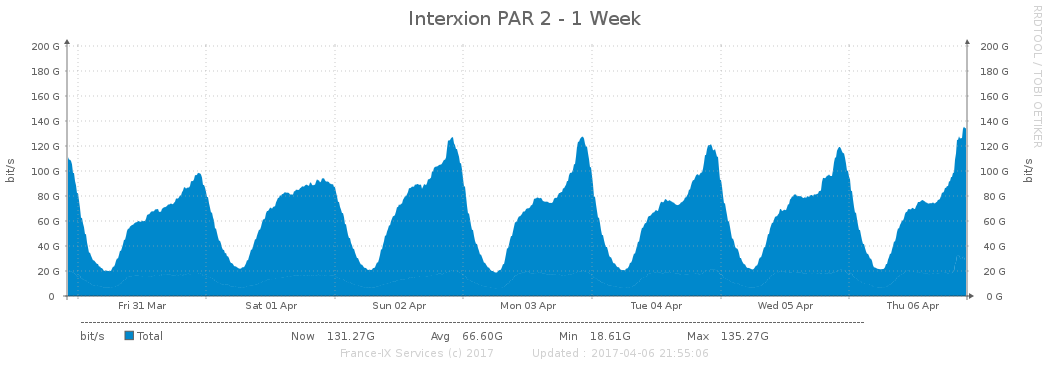 Interxion PAR 2 - 1 Week
RRDTOOL / TOBI OETIKER
bit/s
200 G
180 G
160 G
140 G
120 G
100 G
80 G
60 G
40 G
20 G
0
200 G
180 G
160 G
140 G
120 G
100 G
80 G
60 G
40 G
20 G
0 G
bit/s
Fri 31 Mar Sat 01 Apr Sun 02 Apr Mon 03 Apr Tue 04 Apr Wed 05 Apr Thu 06 Apr
bit/s Total Now 131.27G Avg 66.60G Min 18.61G Max 135.27G
France-IX Services (c) 2017 Updated : 2017-04-06 21:55:06